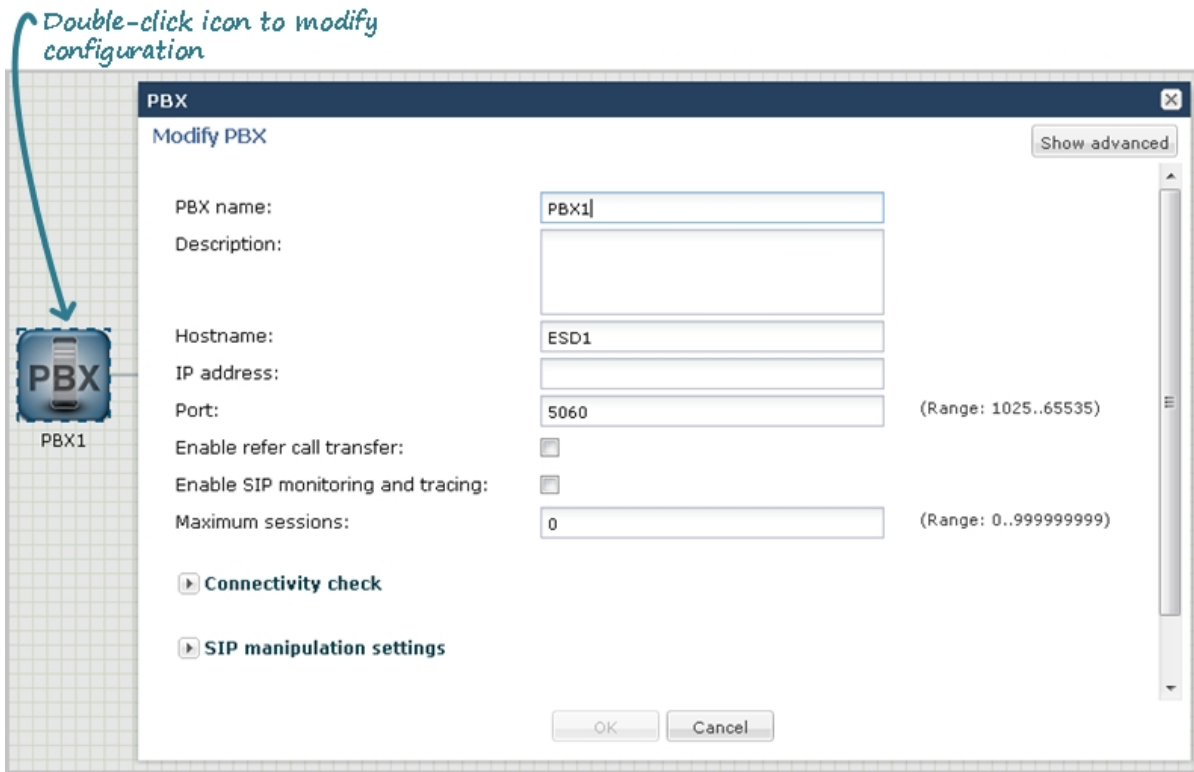 Double-click icon to modify
configuration
PBX
Modify PBX
Show advanced
PBX name:
PBX1
Description:
Hostname:
ESD1
IP address:
Port:
5060
(Range: 1025..65535)
Enable refer call transfer:
Enable SIP monitoring and tracing:
Maximum sessions:
0
(Range: 0..999999999)
Connectivity check
SIP manipulation settings
OK
Cancel
PBX
PBX1